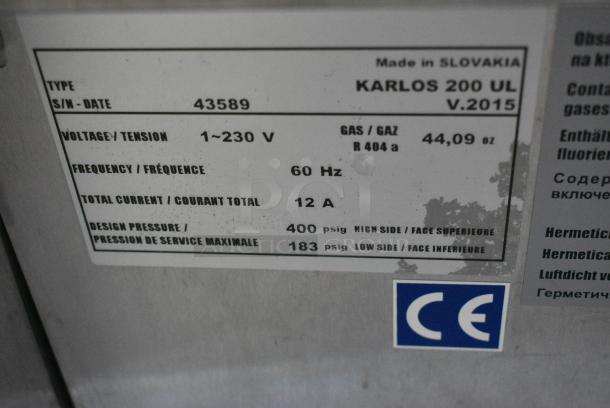 Made in SLOVAKIA
TYPE KARLOS 200 UL
S/N - DATE 43589 V.2015
VOLTAGE / TENSION 1~230 V GAS / GAZ R 404 a 44,09 oz
FREQUENCY / FRÉQUENCE 60 Hz
TOTAL CURRENT / COURANT TOTAL 12 A
DESIGN PRESSURE / 400 psig HIGH SIDE / FACE SUPERIEURE
PRESSION DE SERVICE MAXIMALE 183 psig LOW SIDE / FACE INFERIEURE
pci
AUCTION GROUP
CE
Obsa
na k
Conta
gases
Enthält
fluorier
Содер
включе
Hermetic
Hermetica
Luftdicht v
Герметич